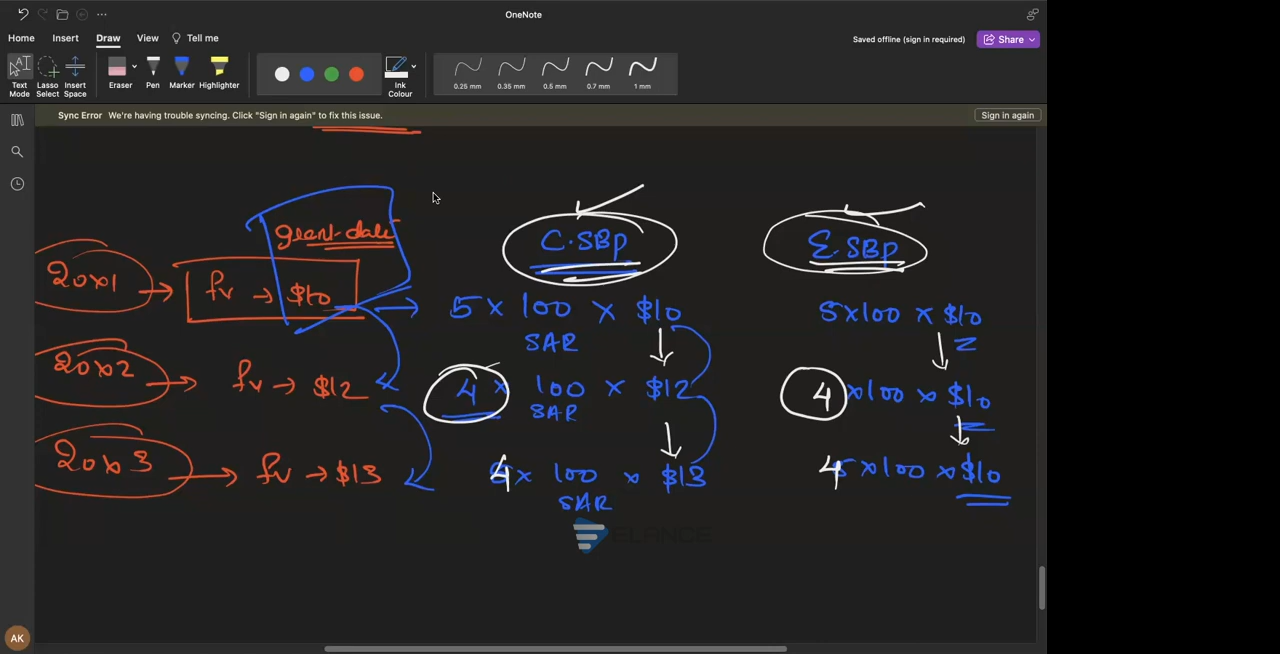 OneNote
Home Insert Draw View Tell me
Saved offline (sign in required) Share
Text Mode
Lasso Select
Insert Space
Eraser
Pen
Marker
Highlighter
Ink Colour
0.25 mm 0.35 mm 0.5 mm 0.7 mm 1 mm
Sync Error We're having trouble syncing. Click "Sign in again" to fix this issue. Sign in again
grant-date C.SBP E.SBP
20x1 → fv → $10 → 5 x 100 x $10 5x100 x $10
SAR
20x2 → fv → $12 4 x 100 x $12 4 x100 x $10
SAR
20x3 → fv → $13 4 x 100 x $13 4 x100 x $10
SAR
ELANCE
AK